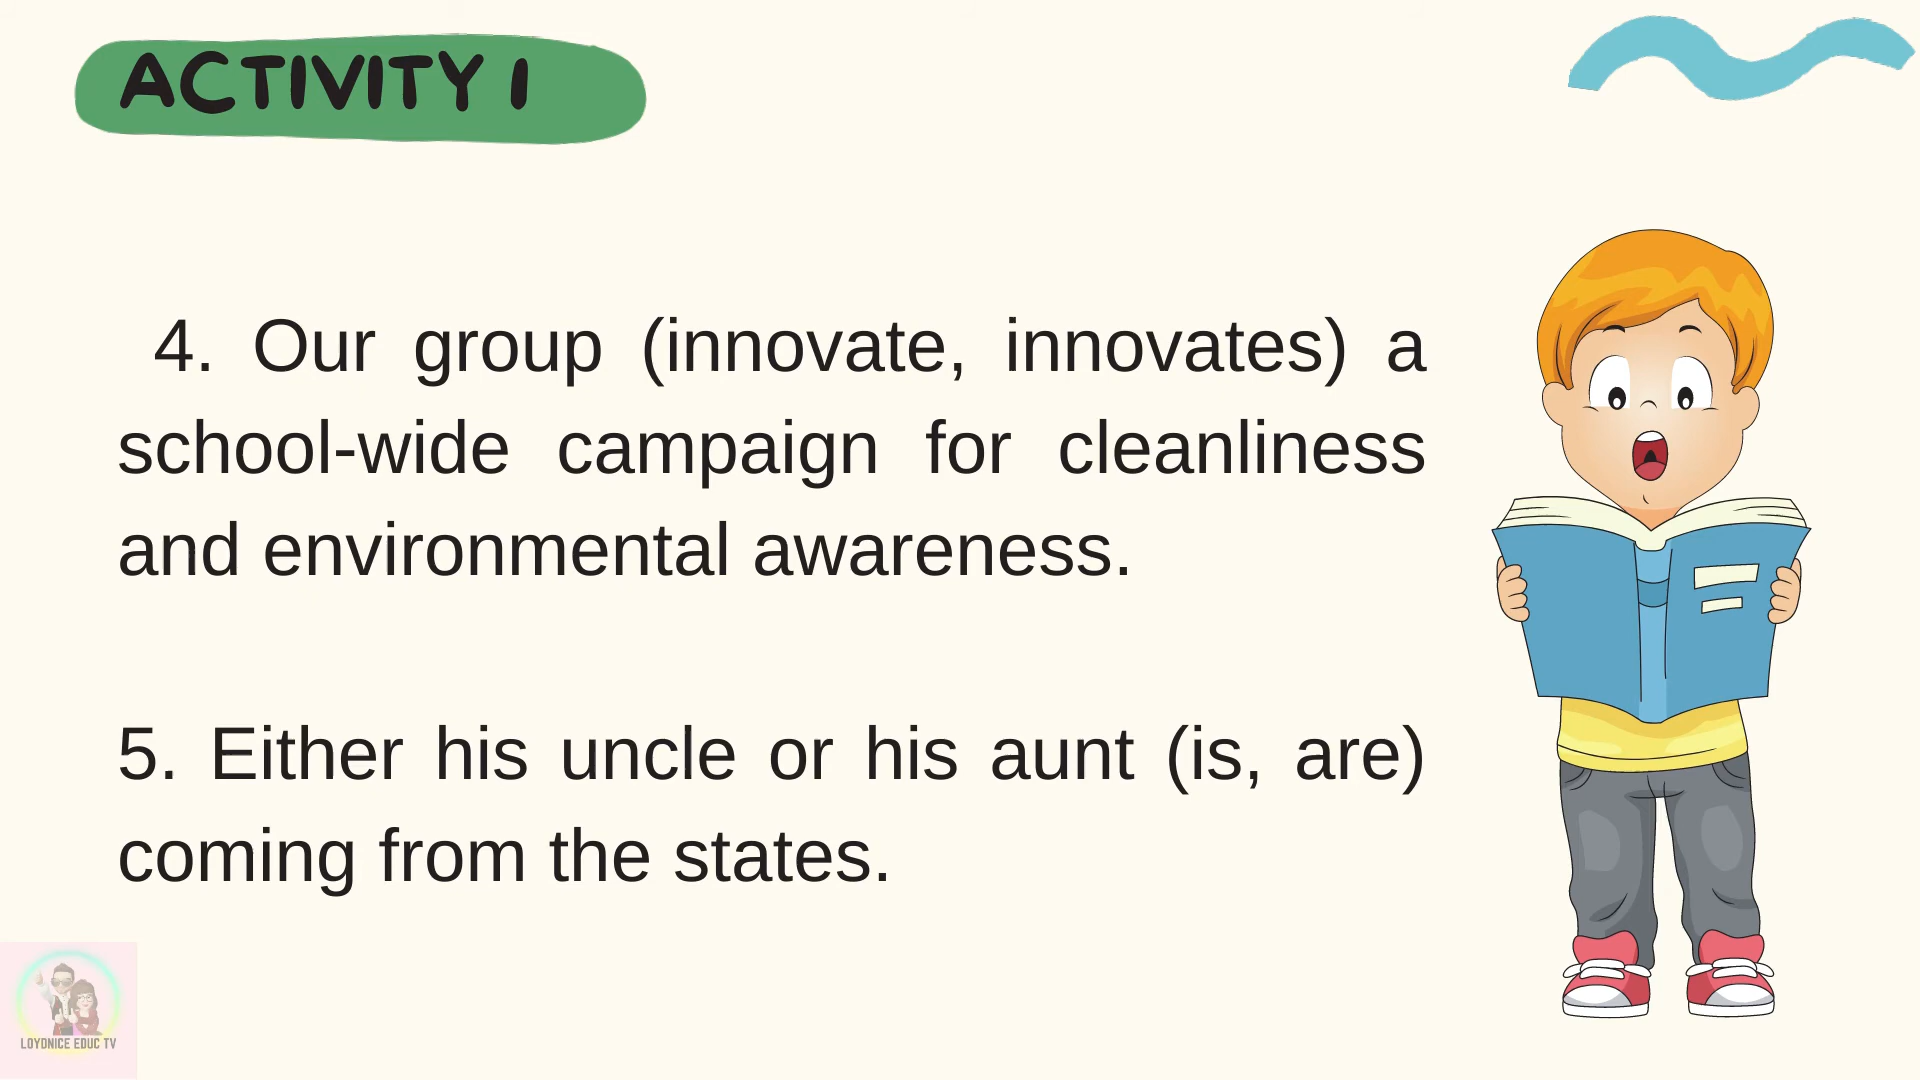 ACTIVITY 1
4. Our group (innovate, innovates) a
school-wide campaign for cleanliness
and environmental awareness.
5. Either his uncle or his aunt (is, are)
coming from the states.
LOYDNICE EDUC TV